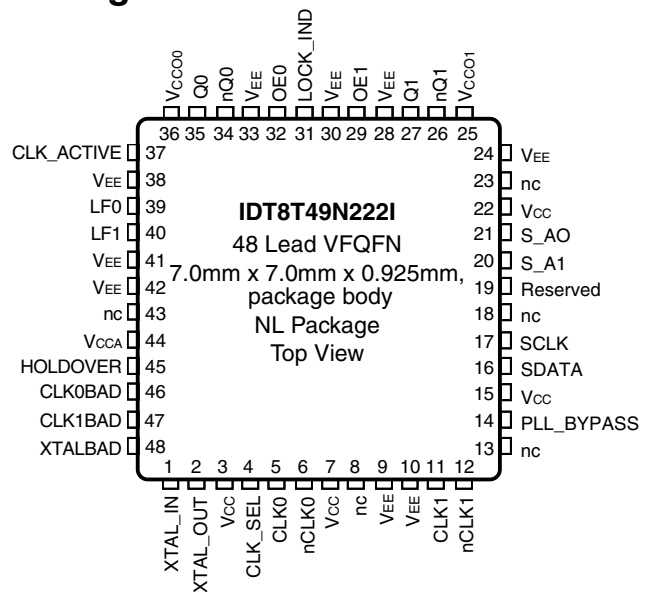 g
VCCO0
Q0
nQ0
VEE
OE0
LOCK_IND
VEE
OE1
VEE
Q1
nQ1
VCCO1
36 35 34 33 32 31 30 29 28 27 26 25
CLK_ACTIVE 37
VEE 38
LF0 39
LF1 40
VEE 41
VEE 42
nc 43
VCCA 44
HOLDOVER 45
CLK0BAD 46
CLK1BAD 47
XTALBAD 48
IDT8T49N222I
48 Lead VFQFN
7.0mm x 7.0mm x 0.925mm,
package body
NL Package
Top View
24 VEE
23 nc
22 VCC
21 S_AO
20 S_A1
19 Reserved
18 nc
17 SCLK
16 SDATA
15 VCC
14 PLL_BYPASS
13 nc
1 2 3 4 5 6 7 8 9 10 11 12
XTAL_IN
XTAL_OUT
VCC
CLK_SEL
CLK0
nCLK0
VCC
nc
VEE
VEE
CLK1
nCLK1